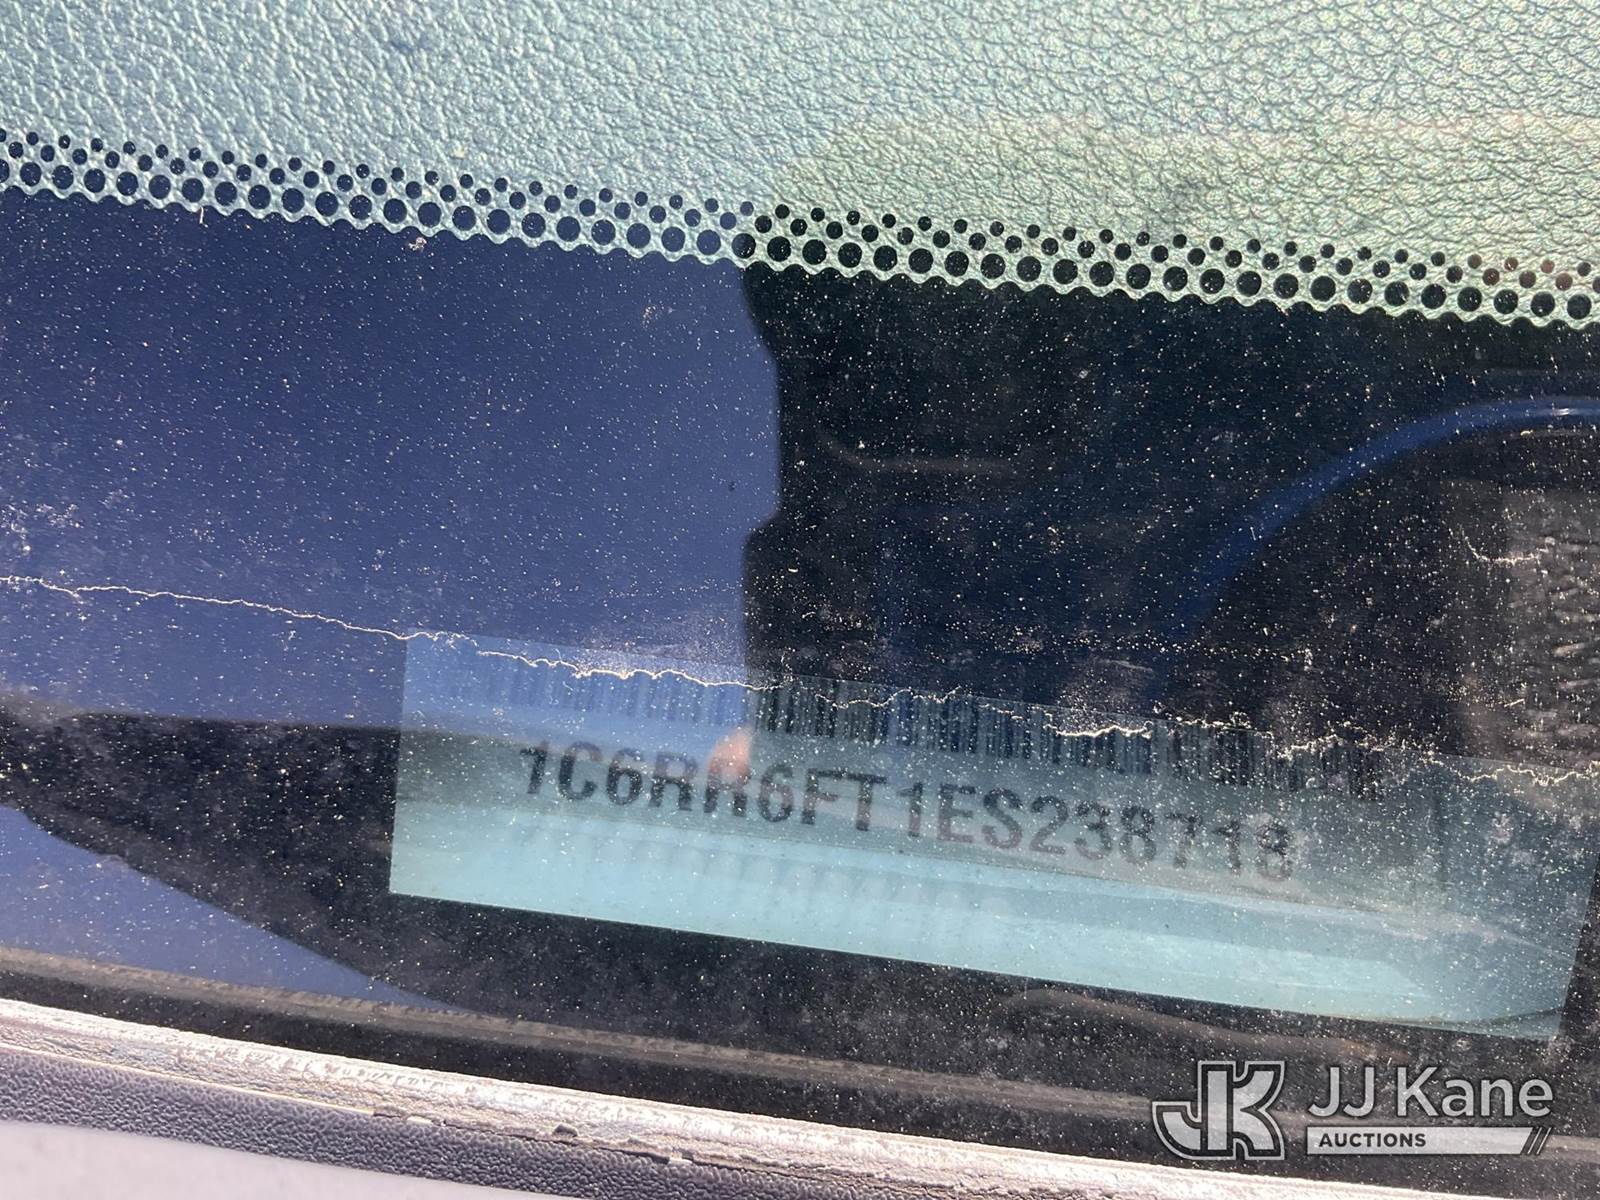 1C6RR6FT1ES238718
JJ Kane
AUCTIONS